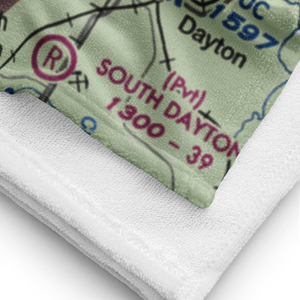 UC
1597
Dayton
R
(Pvt)
SOUTH DAYTON
1300 - 39